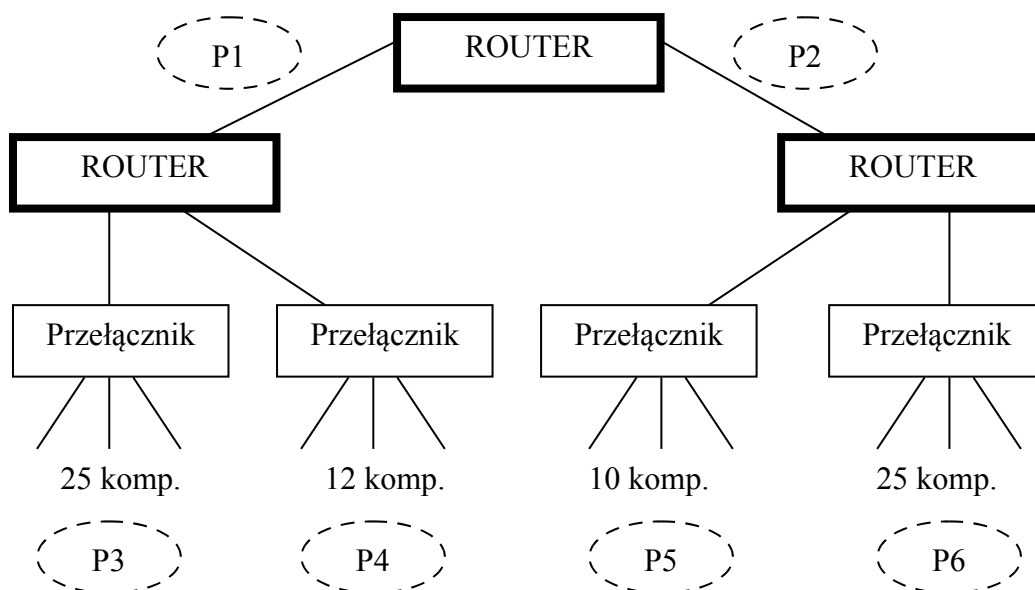 P1
ROUTER
P2
ROUTER
ROUTER
Przełącznik
Przełącznik
Przełącznik
Przełącznik
25 komp.
12 komp.
10 komp.
25 komp.
P3
P4
P5
P6